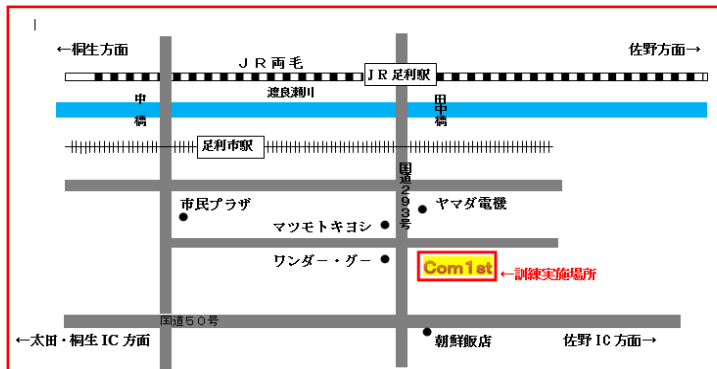 ←桐生方面
佐野方面→
JR両毛
JR足利駅
渡良瀬川
中橋
田中橋
足利市駅
国道293号
市民プラザ
ヤマダ電機
マツモトキヨシ
ワンダー・グー
Com1st
←訓練実施場所
国道50号
←太田・桐生IC方面
朝鮮飯店
佐野IC方面→